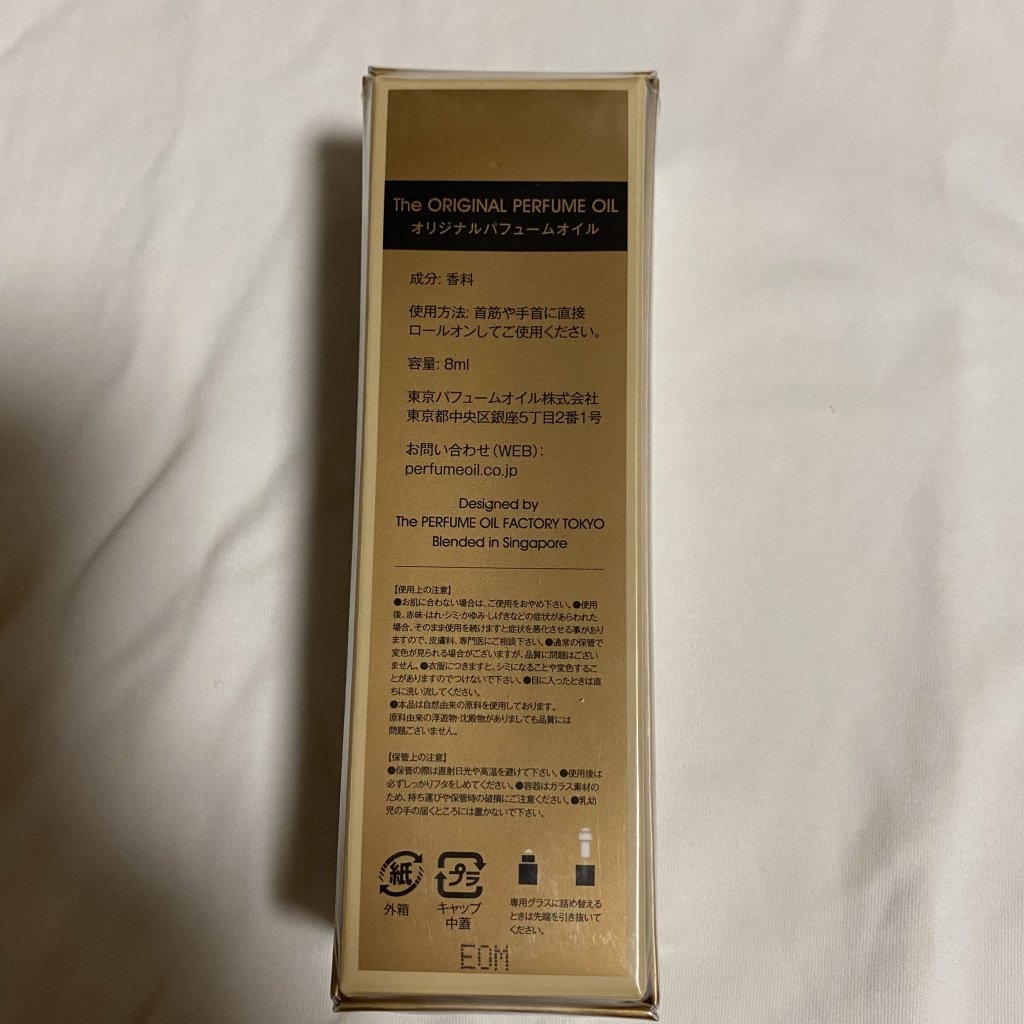 The ORIGINAL PERFUME OIL
オリジナルパフュームオイル
成分: 香料
使用方法: 首筋や手首に直接
ロールオンしてご使用ください。
容量: 8ml
東京パフュームオイル株式会社
東京都中央区銀座5丁目2番1号
お問い合わせ（WEB）:
perfumeoil.co.jp
Designed by
The PERFUME OIL FACTORY TOKYO
Blended in Singapore
【使用上の注意】
●お肌に合わない場合は、ご使用をおやめ下さい。●使用
後、赤味・はれ・シミ・かゆみ・しげきなどの症状があらわれた
場合、そのまま使用を続けますと症状を悪化させる事があり
ますので、皮膚科、専門医にご相談下さい。●通常の保管で
変色が見られる場合がございますが、品質に問題はござい
ません。●衣服につきますと、シミになることや変色するこ
とがありますのでつけないで下さい。●目に入ったときは直
ちに洗い流してください。
●本品は自然由来の原料を使用しております。
原料由来の浮遊物・沈殿物がありましても品質には
問題ございません。
【保管上の注意】
●保管の際は直射日光や高温を避けて下さい。●使用後は
必ずしっかりフタをしめてください。●容器はガラス素材の
ため、持ち運びや保管時の破損にご注意ください。●乳幼
児の手の届くところには置かないで下さい。
紙
外箱
プラ
キャップ
中蓋
専用グラスに詰め替える
ときは先端を引き抜いて
ください。
EOM